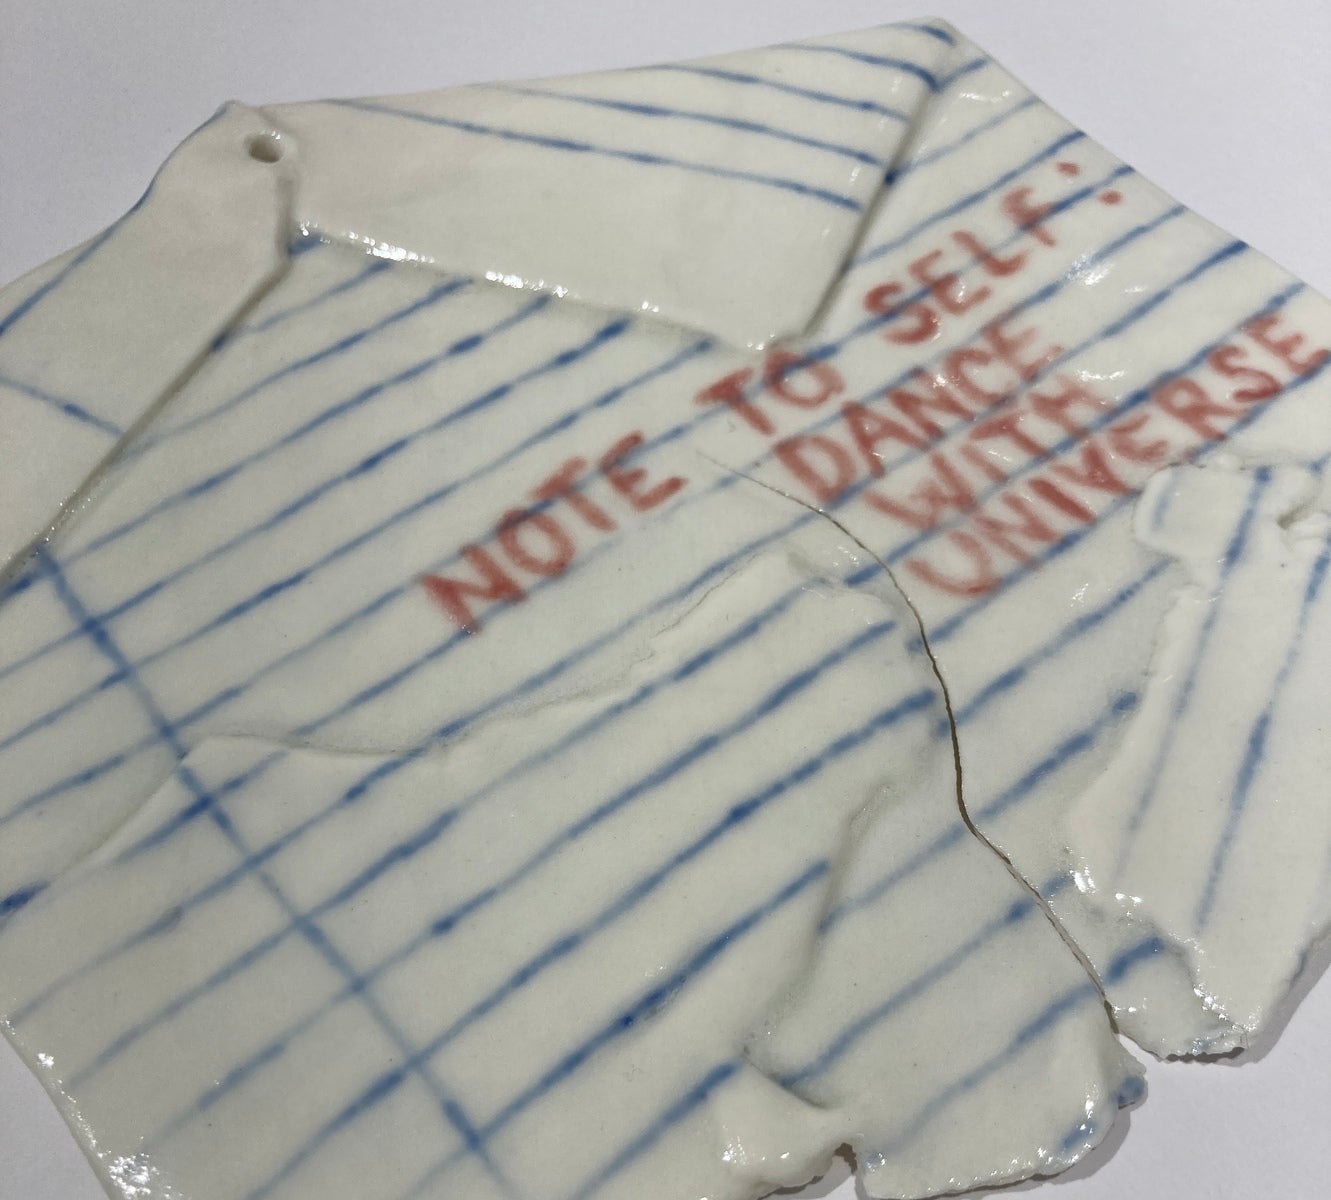 NOTE TO SELF:
DANCE
WITH
UNIVERSE